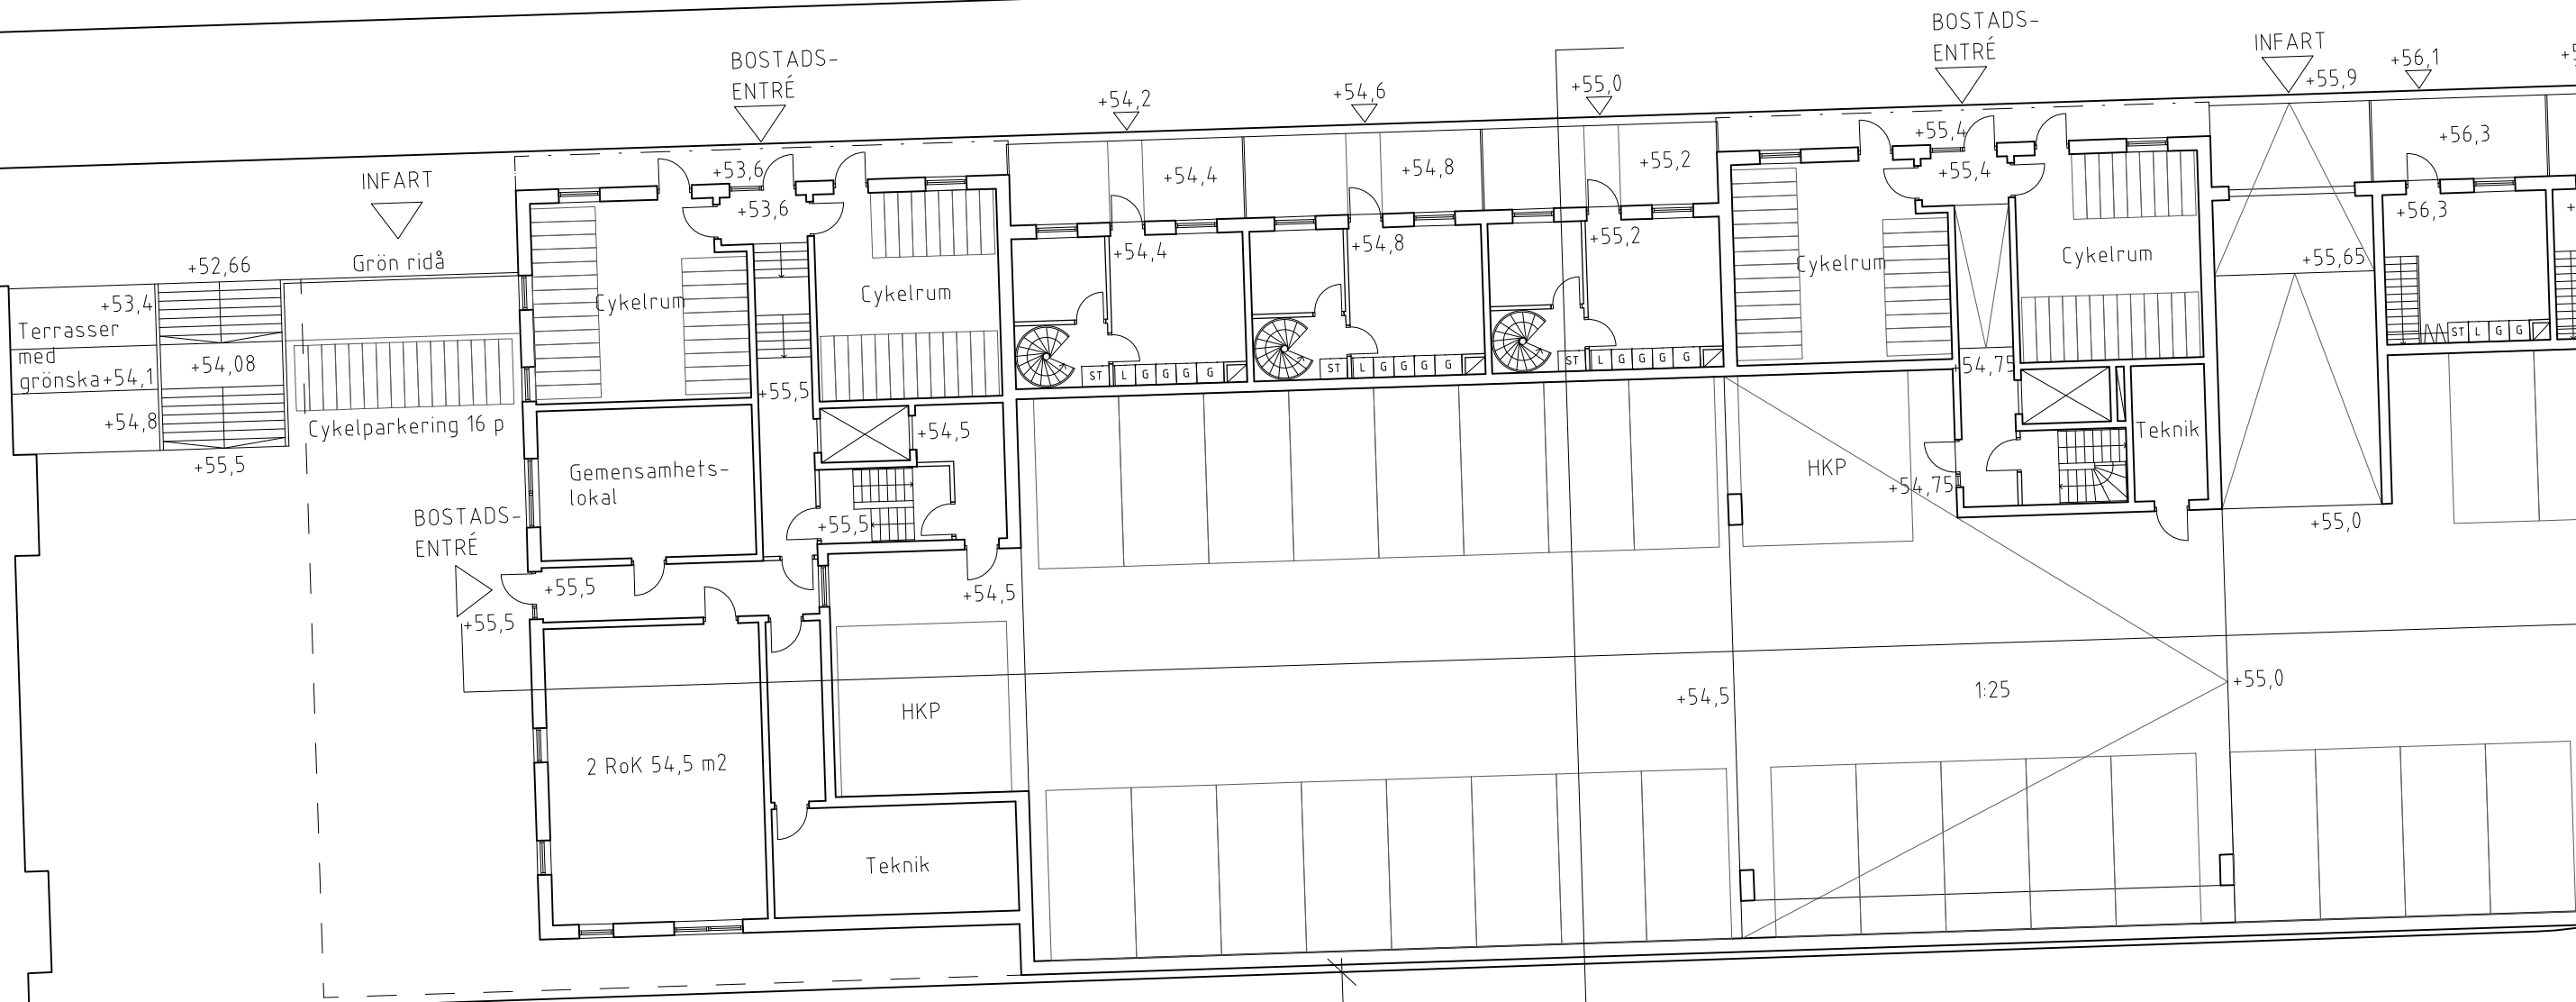 BOSTADS-
ENTRÉ
BOSTADS-
ENTRÉ
INFART
+55,9
+56,1
+54,2
+54,6
+55,0
INFART
+53,6
+53,6
+54,4
+54,8
+55,2
+55,4
+55,4
+56,3
+56,3
+54,4
+54,8
+55,2
+52,66
Grön ridå
+53,4
Terrasser
med
grönska+54,1
+54,8
+54,08
+55,5
Cykelparkering 16 p
Cykelrum
Cykelrum
Cykelrum
Cykelrum
+55,65
ST L G G G G
ST L G G G G
ST L G G G G
ST L G G
+55,5
+54,75
+54,5
Gemensamhets-
lokal
+55,5
HKP
+54,75
Teknik
+55,0
BOSTADS-
ENTRÉ
+55,5
+55,5
+54,5
HKP
+54,5
1:25
+55,0
2 RoK 54,5 m2
Teknik